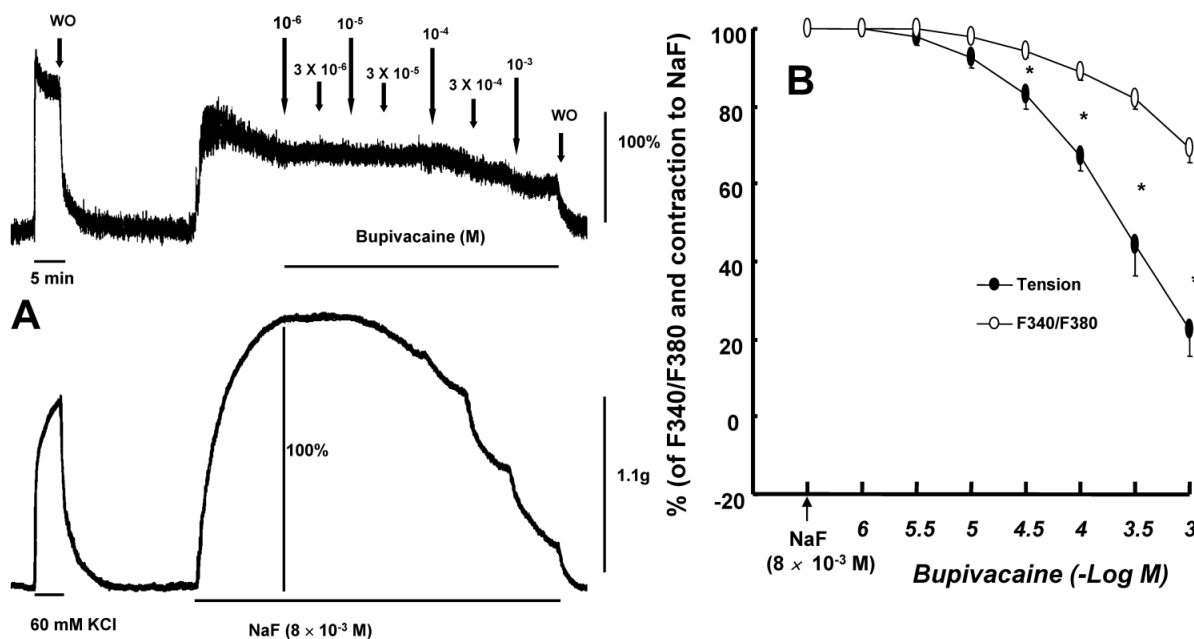 WO
10⁻⁶
10⁻⁵
10⁻⁴
10⁻³
3 X 10⁻⁶
3 X 10⁻⁵
3 X 10⁻⁴
WO
100%
Bupivacaine (M)
5 min
A
100%
1.1g
60 mM KCl
NaF (8 × 10⁻³ M)
B
% (of F340/F380 and contraction to NaF)
100
80
60
40
20
0
-20
*
*
*
*
Tension
F340/F380
NaF
(8 × 10⁻³ M)
6
5.5
5
4.5
4
3.5
3
Bupivacaine (-Log M)